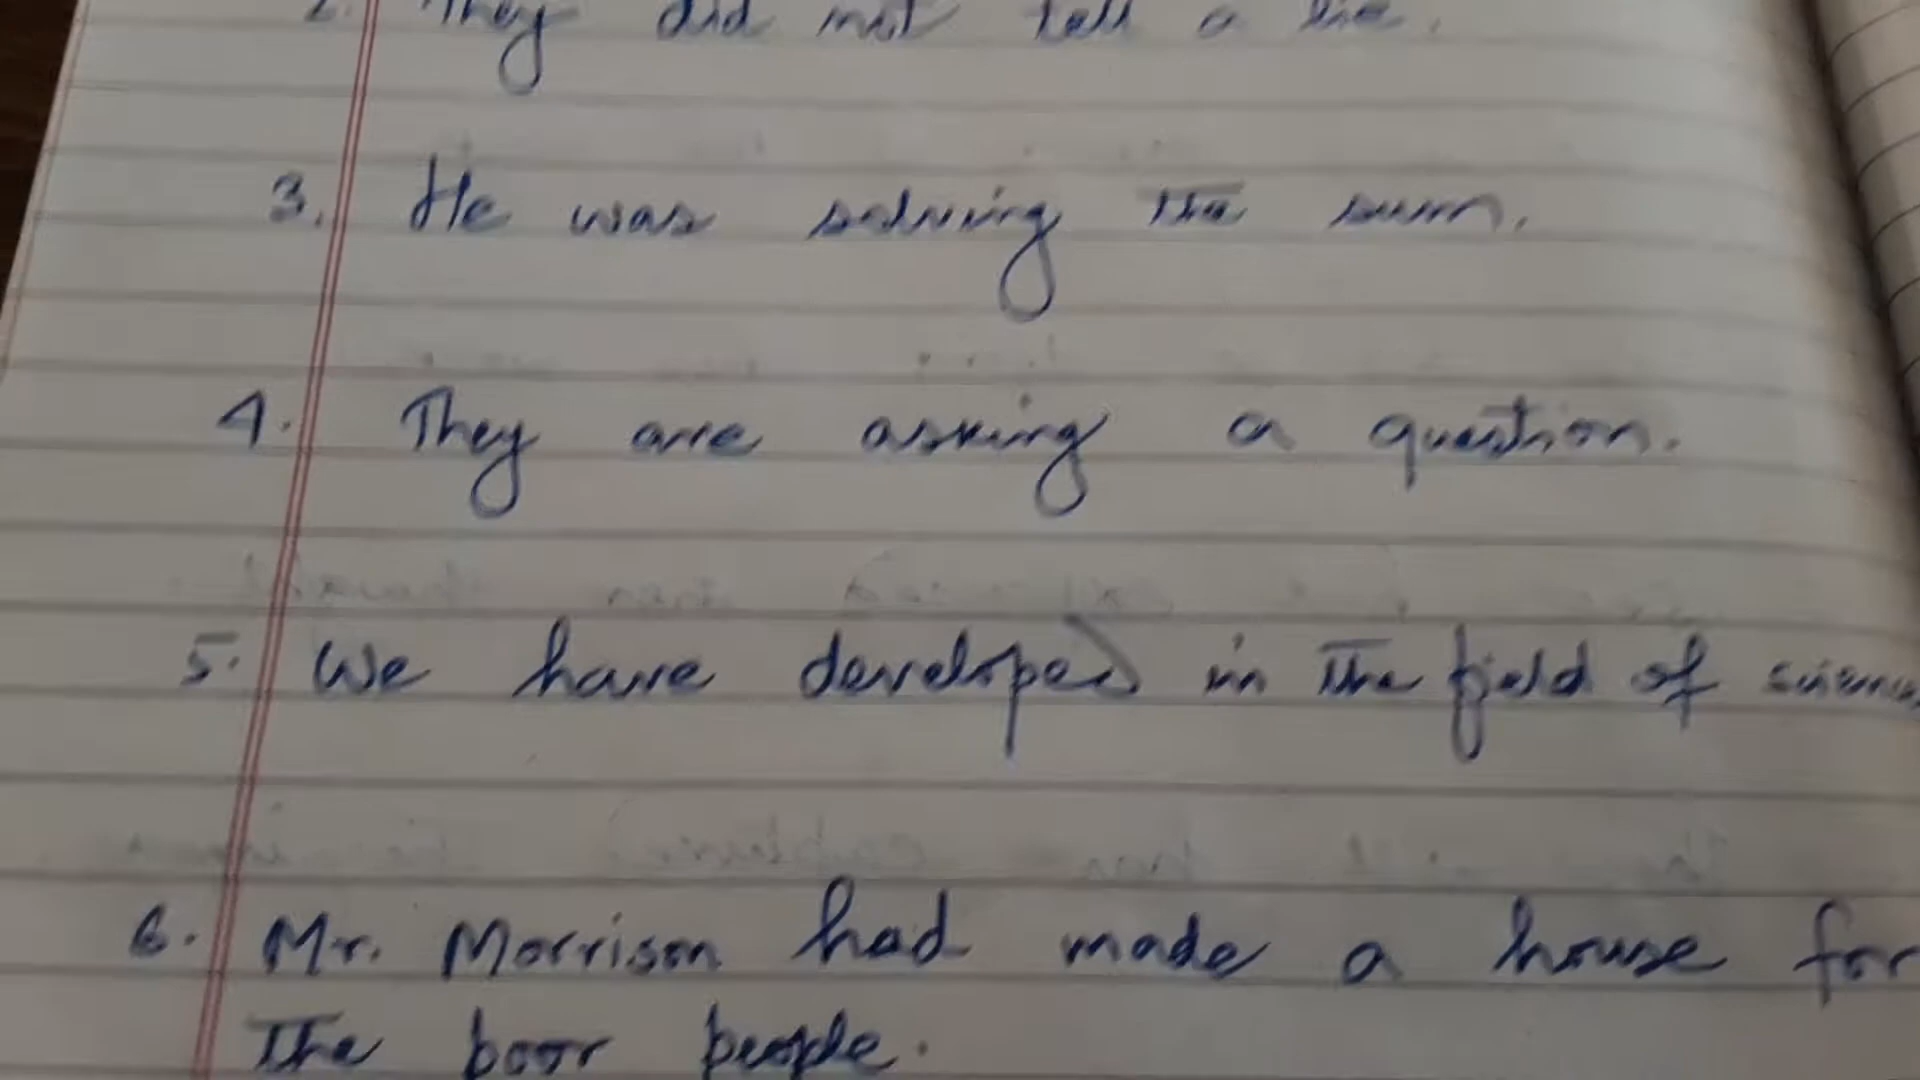 2. They did not tell a lie.
3. He was solving the sum.
4. They are asking a question.
5. We have developed in the field of
6. Mr. Morrison had made a house for
the poor people.